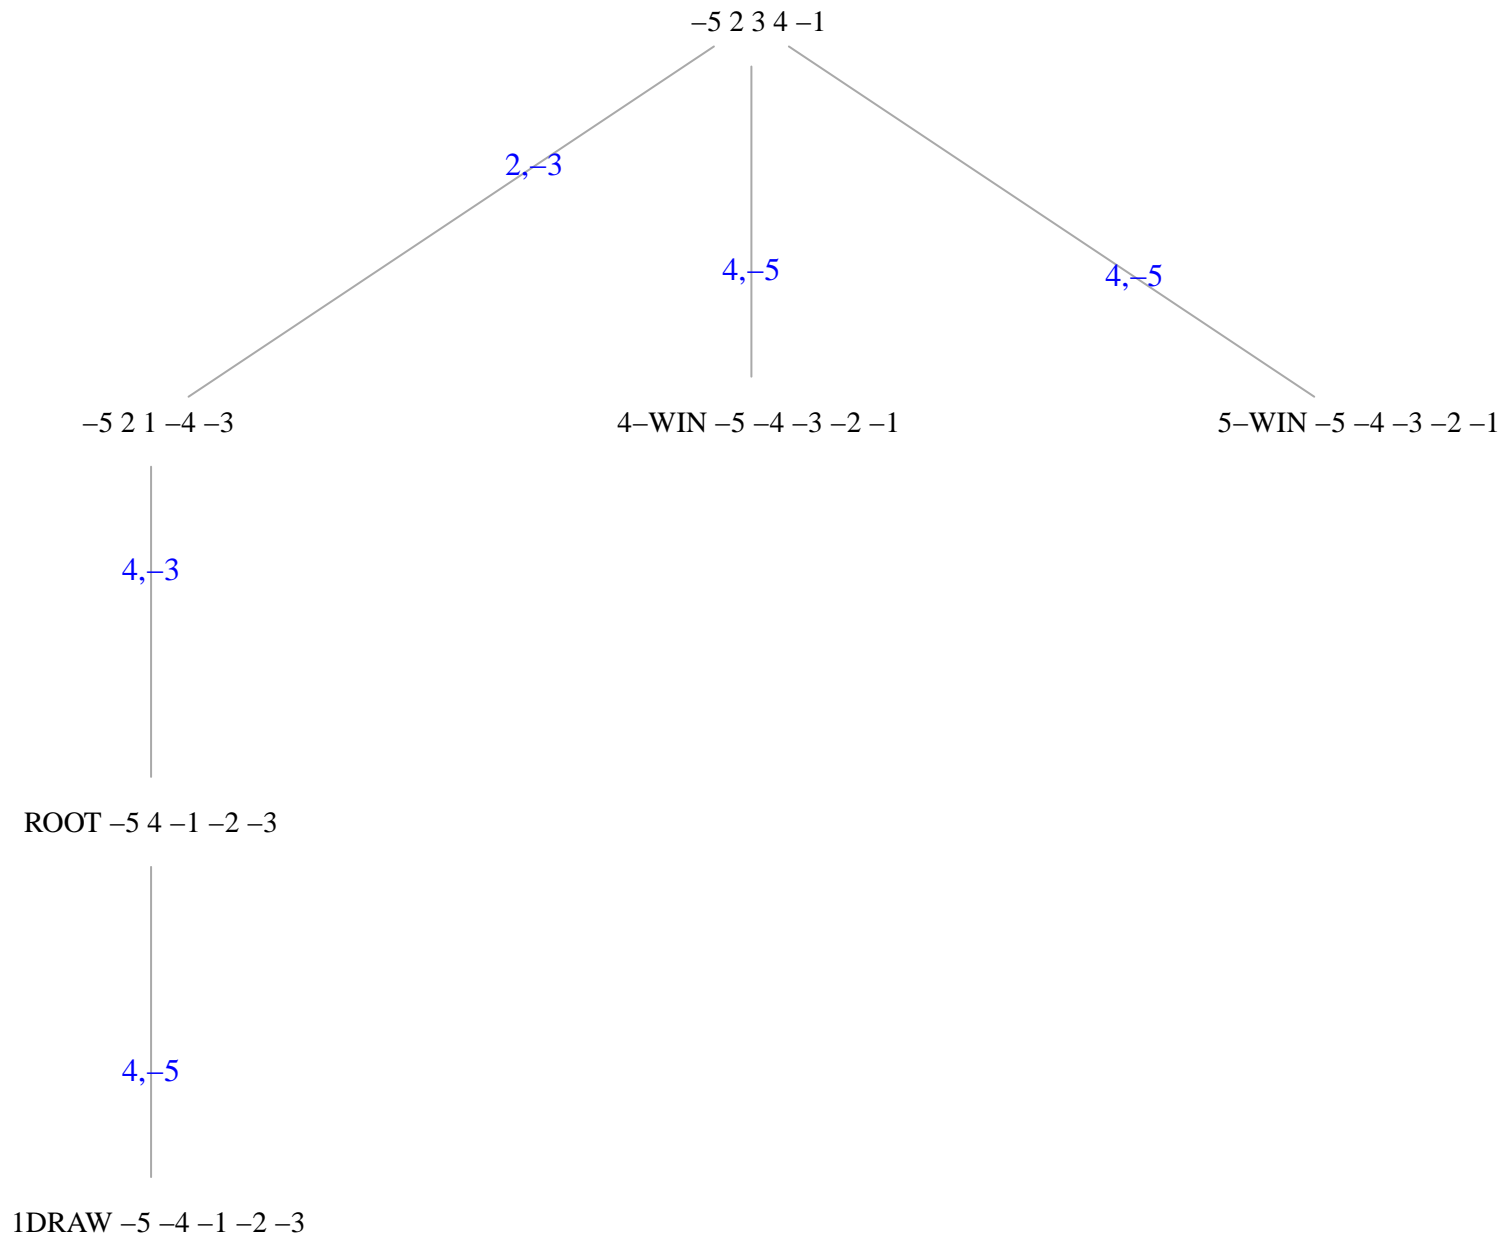 –5 2 3 4 –1
2,–3
4,–5
4,–5
–5 2 1 –4 –3
4–WIN –5 –4 –3 –2 –1
5–WIN –5 –4 –3 –2 –1
4,–3
ROOT –5 4 –1 –2 –3
4,–5
1DRAW –5 –4 –1 –2 –3